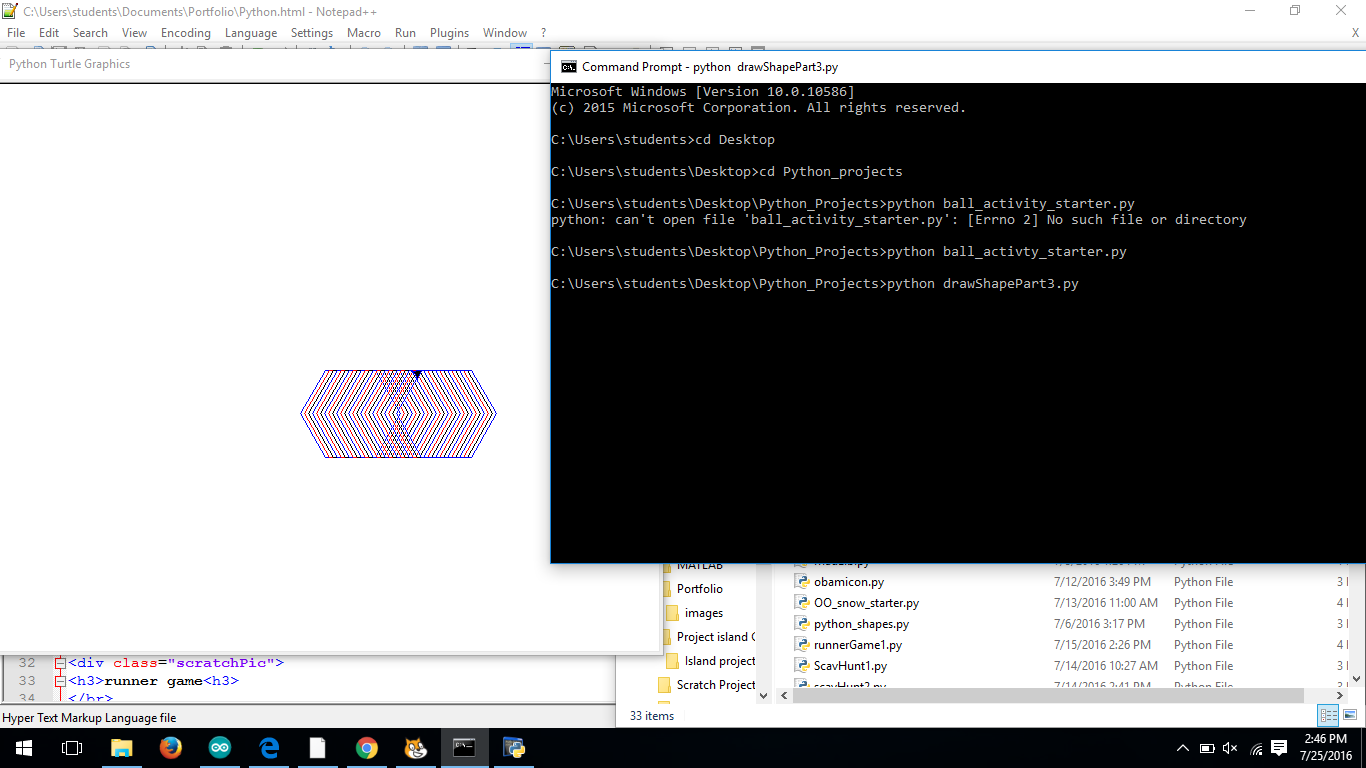 C:\Users\students\Documents\Portfolio\Python.html - Notepad++
File Edit Search View Encoding Language Settings Macro Run Plugins Window ? X
Python Turtle Graphics
Command Prompt - python drawShapePart3.py
Microsoft Windows [Version 10.0.10586]
(c) 2015 Microsoft Corporation. All rights reserved.
C:\Users\students>cd Desktop
C:\Users\students\Desktop>cd Python_projects
C:\Users\students\Desktop\Python_Projects>python ball_activity_starter.py
python: can't open file 'ball_activity_starter.py': [Errno 2] No such file or directory
C:\Users\students\Desktop\Python_Projects>python ball_activty_starter.py
C:\Users\students\Desktop\Python_Projects>python drawShapePart3.py
MATLAB
Portfolio
images
Project island
Island project
Scratch Project
obamicon.py 7/12/2016 3:49 PM Python File 3
OO_snow_starter.py 7/13/2016 11:00 AM Python File 4
python_shapes.py 7/6/2016 3:17 PM Python File 3
runnerGame1.py 7/15/2016 2:26 PM Python File 4
ScavHunt1.py 7/14/2016 10:27 AM Python File 3
scavHunt2.py 7/14/2016 2:41 PM Python File
33 items
32 <div class="scratchPic">
33 <h3>runner game<h3>
34 </br>
Hyper Text Markup Language file
2:46 PM
7/25/2016